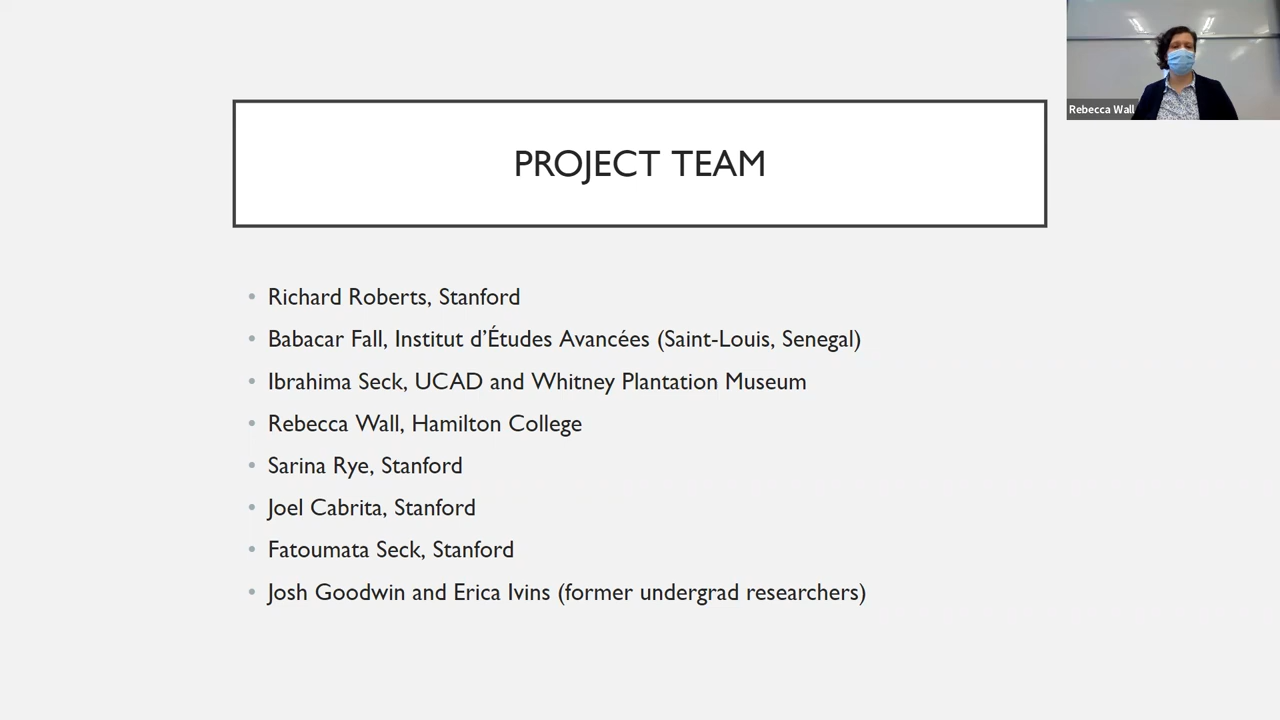 Rebecca Wall
PROJECT TEAM
• Richard Roberts, Stanford
• Babacar Fall, Institut d’Études Avancées (Saint-Louis, Senegal)
• Ibrahima Seck, UCAD and Whitney Plantation Museum
• Rebecca Wall, Hamilton College
• Sarina Rye, Stanford
• Joel Cabrita, Stanford
• Fatoumata Seck, Stanford
• Josh Goodwin and Erica Ivins (former undergrad researchers)